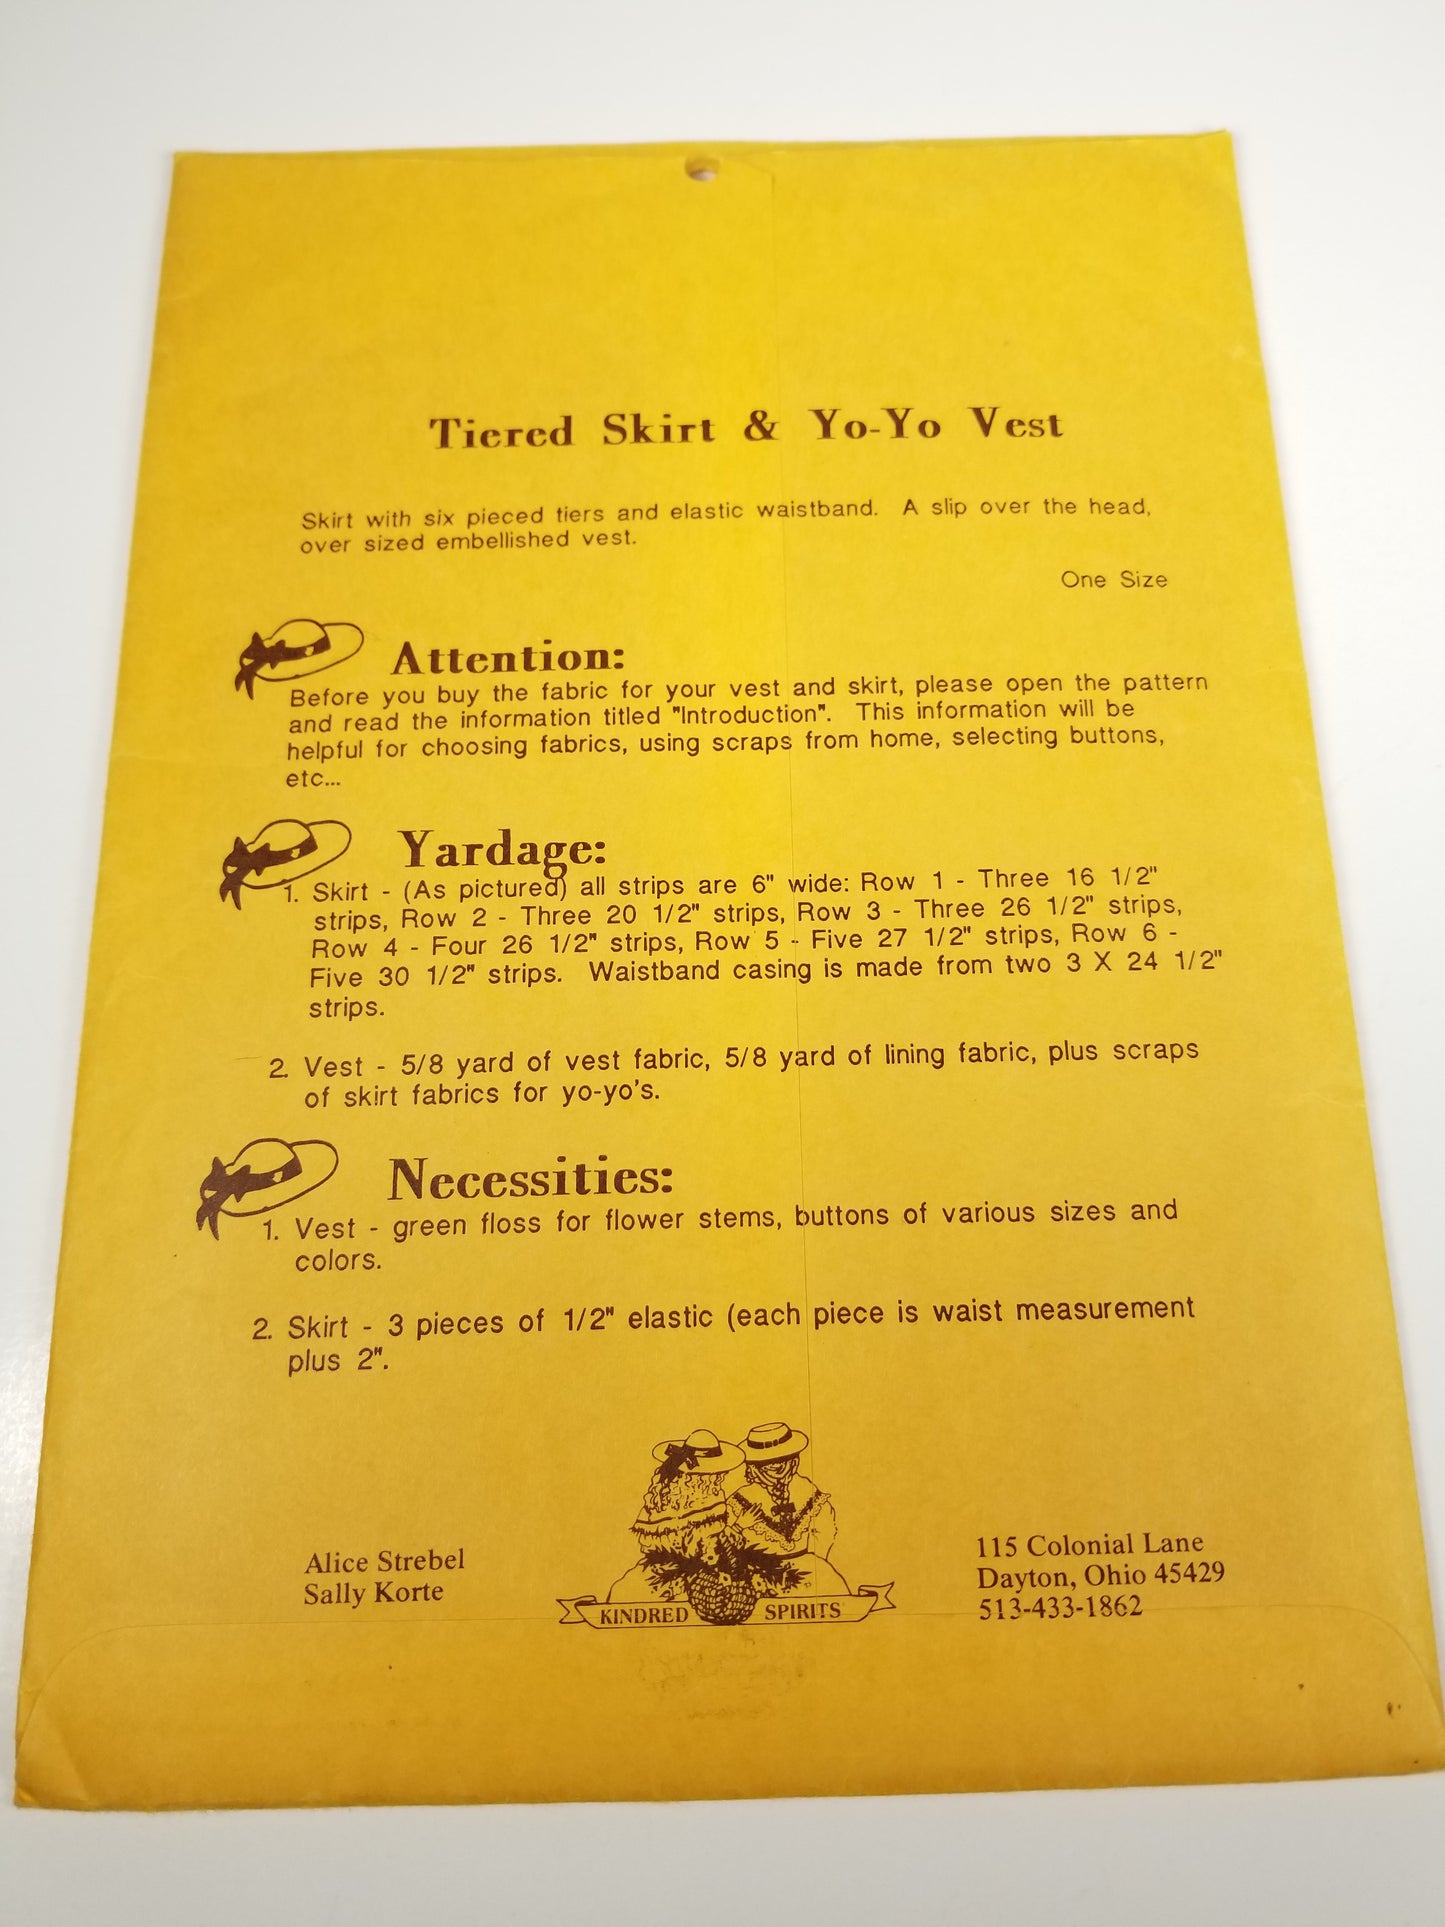 Tiered Skirt & Yo-Yo Vest
Skirt with six pieced tiers and elastic waistband. A slip over the head,
over sized embellished vest.
One Size
Attention:
Before you buy the fabric for your vest and skirt, please open the pattern
and read the information titled "Introduction". This information will be
helpful for choosing fabrics, using scraps from home, selecting buttons,
etc...
Yardage:
1. Skirt - (As pictured) all strips are 6" wide: Row 1 - Three 16 1/2"
strips, Row 2 - Three 20 1/2" strips, Row 3 - Three 26 1/2" strips,
Row 4 - Four 26 1/2" strips, Row 5 - Five 27 1/2" strips, Row 6 -
Five 30 1/2" strips. Waistband casing is made from two 3 X 24 1/2"
strips.
2. Vest - 5/8 yard of vest fabric, 5/8 yard of lining fabric, plus scraps
of skirt fabrics for yo-yo's.
Necessities:
1. Vest - green floss for flower stems, buttons of various sizes and
colors.
2. Skirt - 3 pieces of 1/2" elastic (each piece is waist measurement
plus 2".
Alice Strebel
Sally Korte
KINDRED SPIRITS
115 Colonial Lane
Dayton, Ohio 45429
513-433-1862